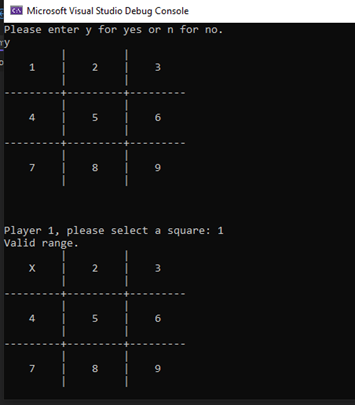 Microsoft Visual Studio Debug Console
Please enter y for yes or n for no.
y
1 | 2 | 3
---------+---------+---------
4 | 5 | 6
---------+---------+---------
7 | 8 | 9
Player 1, please select a square: 1
Valid range.
X | 2 | 3
---------+---------+---------
4 | 5 | 6
---------+---------+---------
7 | 8 | 9